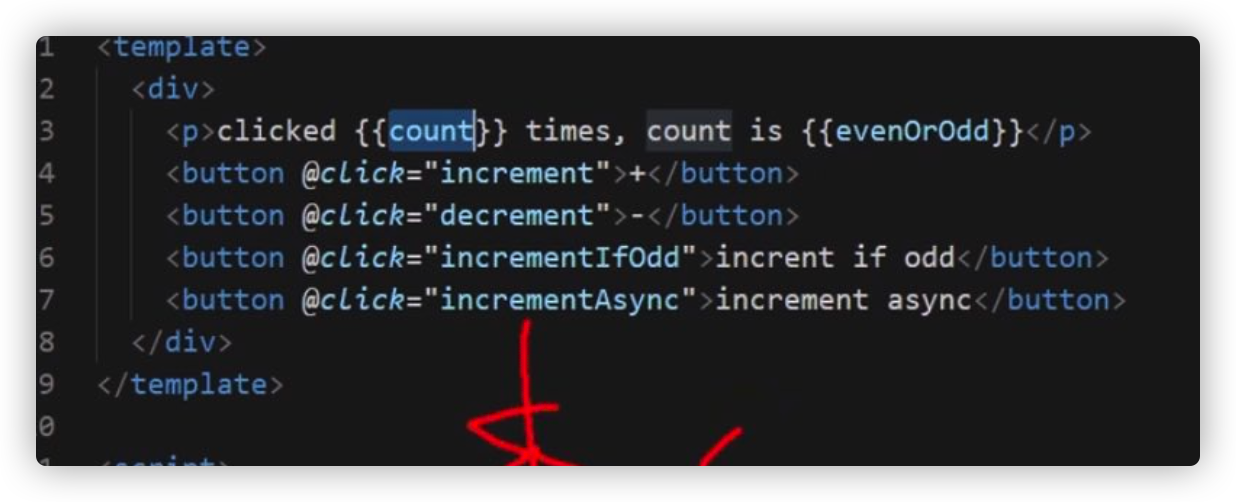 1 <template>
2 <div>
3 <p>clicked {{count}} times, count is {{evenOrOdd}}</p>
4 <button @click="increment">+</button>
5 <button @click="decrement">-</button>
6 <button @click="incrementIfOdd">incrent if odd</button>
7 <button @click="incrementAsync">increment async</button>
8 </div>
9 </template>
0
1 <script>